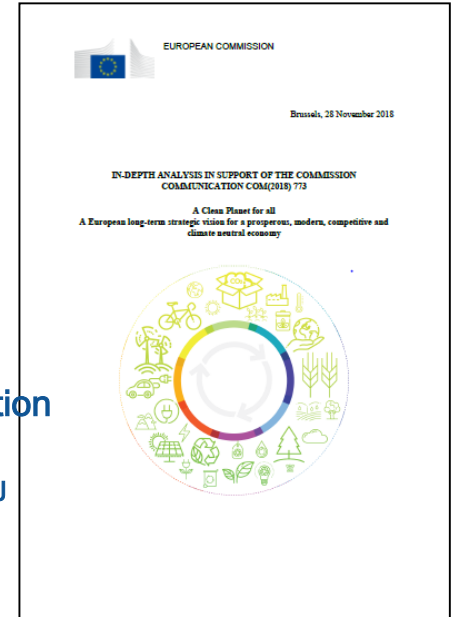 EUROPEAN COMMISSION
Brussels, 28 November 2018
IN-DEPTH ANALYSIS IN SUPPORT OF THE COMMISSION
COMMUNICATION COM(2018) 773
A Clean Planet for all
A European long-term strategic vision for a prosperous, modern, competitive and
climate neutral economy
CO₂
tion